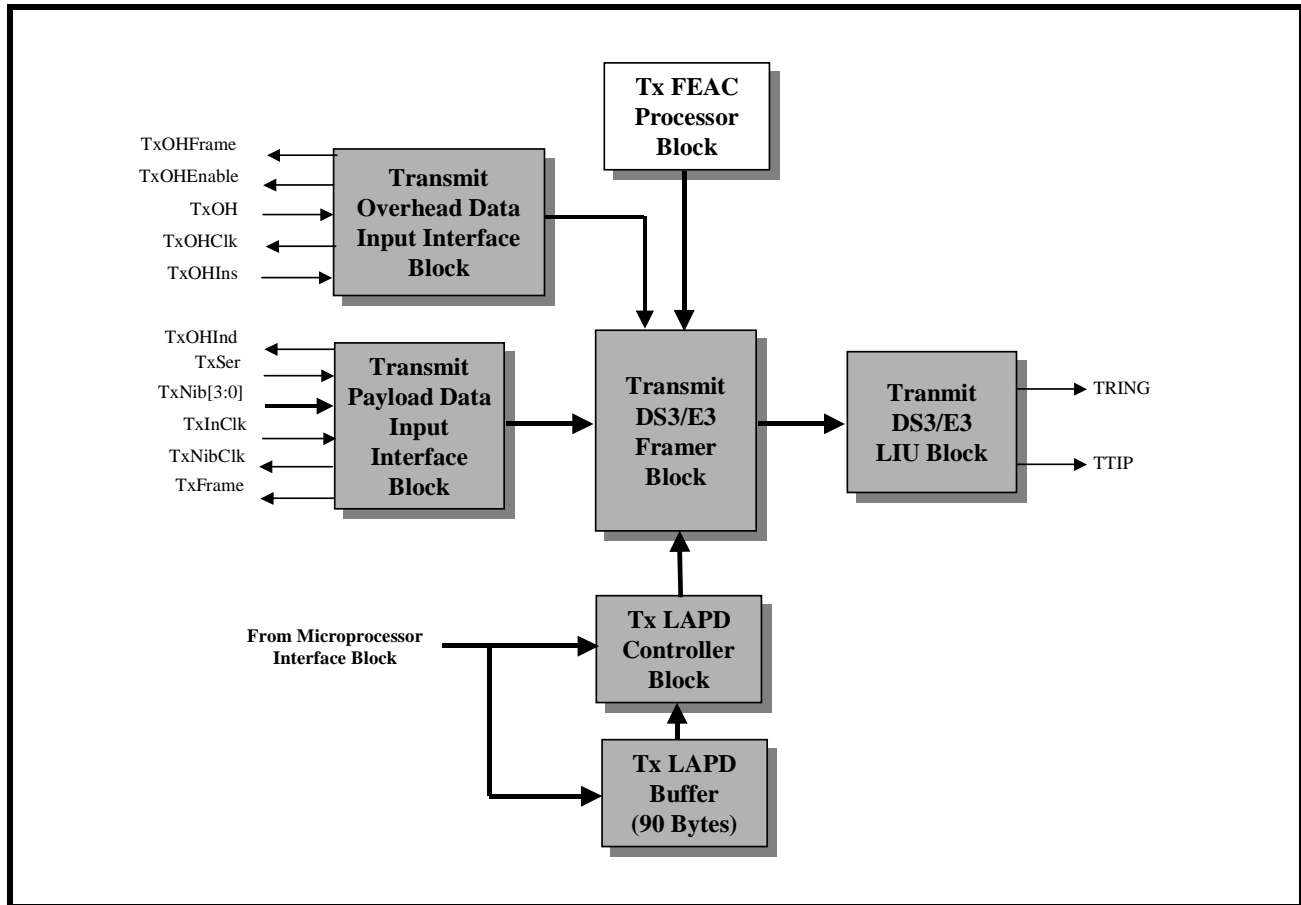 Tx FEAC
Processor
Block
TxOHFrame
TxOHEnable
TxOH
TxOHClk
TxOHIns
Transmit
Overhead Data
Input Interface
Block
TxOHInd
TxSer
TxNib[3:0]
TxInClk
TxNibClk
TxFrame
Transmit
Payload Data
Input
Interface
Block
Transmit
DS3/E3
Framer
Block
Tranmit
DS3/E3
LIU Block
TRING
TTIP
From Microprocessor
Interface Block
Tx LAPD
Controller
Block
Tx LAPD
Buffer
(90 Bytes)